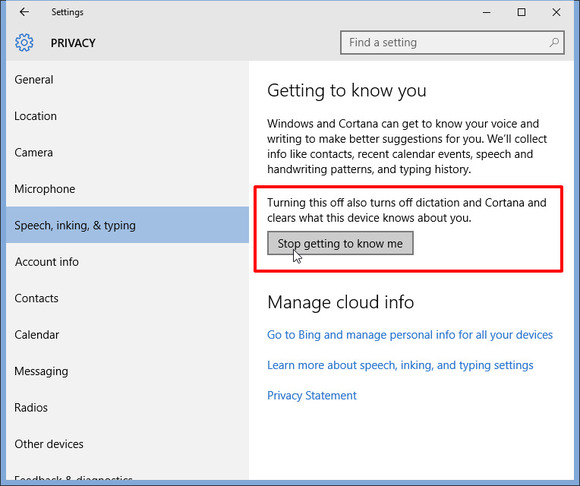 Settings
PRIVACY
Find a setting
General
Location
Camera
Microphone
Speech, inking, & typing
Account info
Contacts
Calendar
Messaging
Radios
Other devices
Feedback & diagnostics
Getting to know you
Windows and Cortana can get to know your voice and
writing to make better suggestions for you. We'll collect
info like contacts, recent calendar events, speech and
handwriting patterns, and typing history.
Turning this off also turns off dictation and Cortana and
clears what this device knows about you.
Stop getting to know me
Manage cloud info
Go to Bing and manage personal info for all your devices
Learn more about speech, inking, and typing settings
Privacy Statement